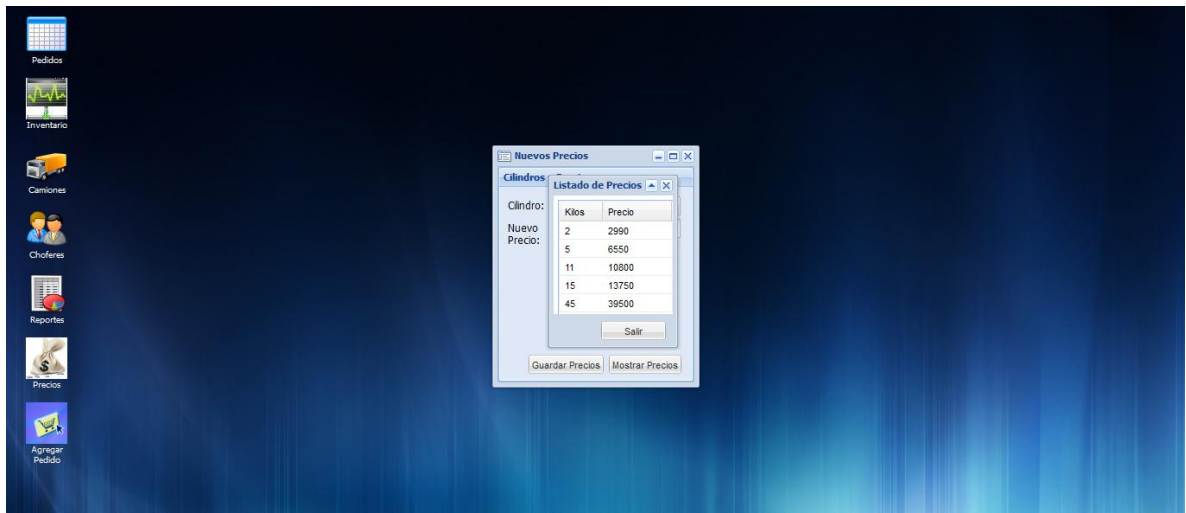 Pedidos
Inventario
Camiones
Choferes
Reportes
Precios
Agregar
Pedido
Nuevos Precios
Cilindros
Cilindro:
Nuevo
Precio:
Listado de Precios
Kilos Precio
2 2990
5 6550
11 10800
15 13750
45 39500
Salir
Guardar Precios Mostrar Precios